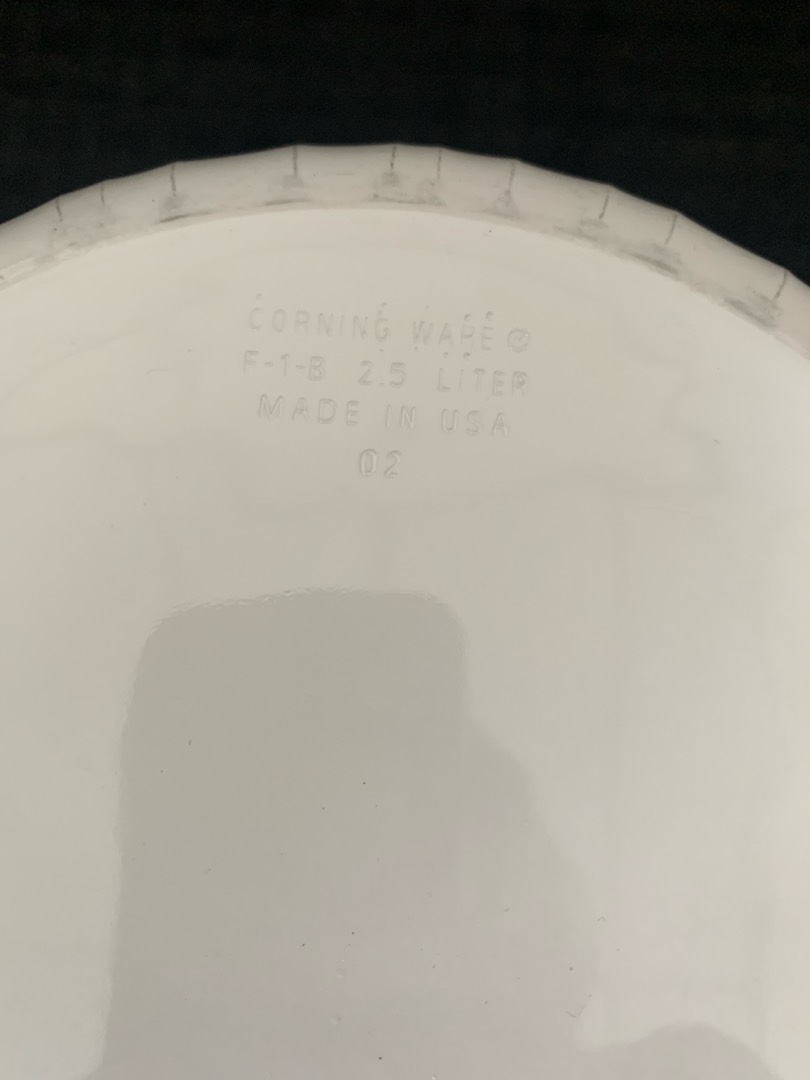 CORNING WARE ®
F-1-B 2.5 LITER
MADE IN USA
02